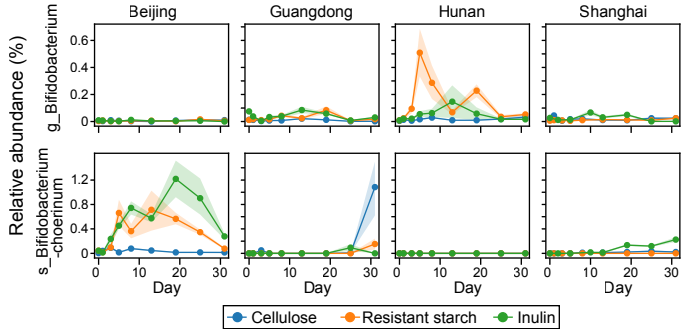 Beijing Guangdong Hunan Shanghai
Relative abundance (%)
g_Bifidobacterium
0.6
0.4
0.2
0
s_Bifidobacterium
-choerinum
1.2
0.8
0.4
0
0 10 20 30 0 10 20 30 0 10 20 30 0 10 20 30
Day Day Day Day
Cellulose Resistant starch Inulin